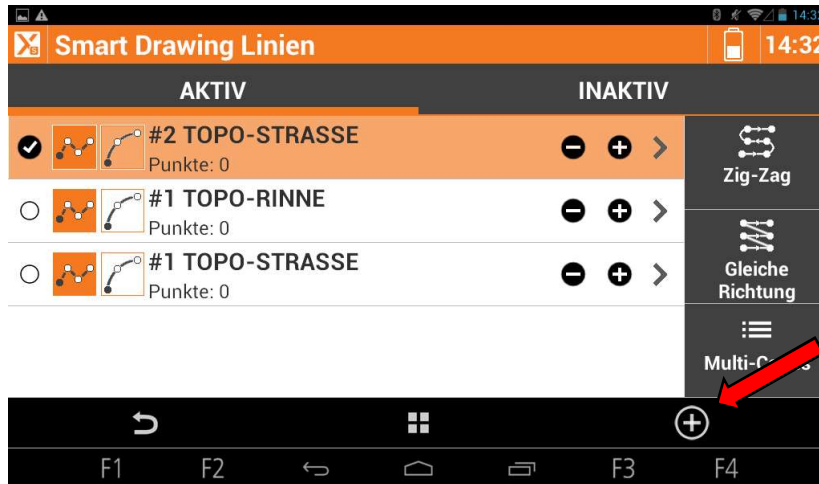 14:32
Smart Drawing Linien
14:32
AKTIV
INAKTIV
#2 TOPO-STRASSE
Punkte: 0
#1 TOPO-RINNE
Punkte: 0
#1 TOPO-STRASSE
Punkte: 0
Zig-Zag
Gleiche
Richtung
F1 F2 F3 F4